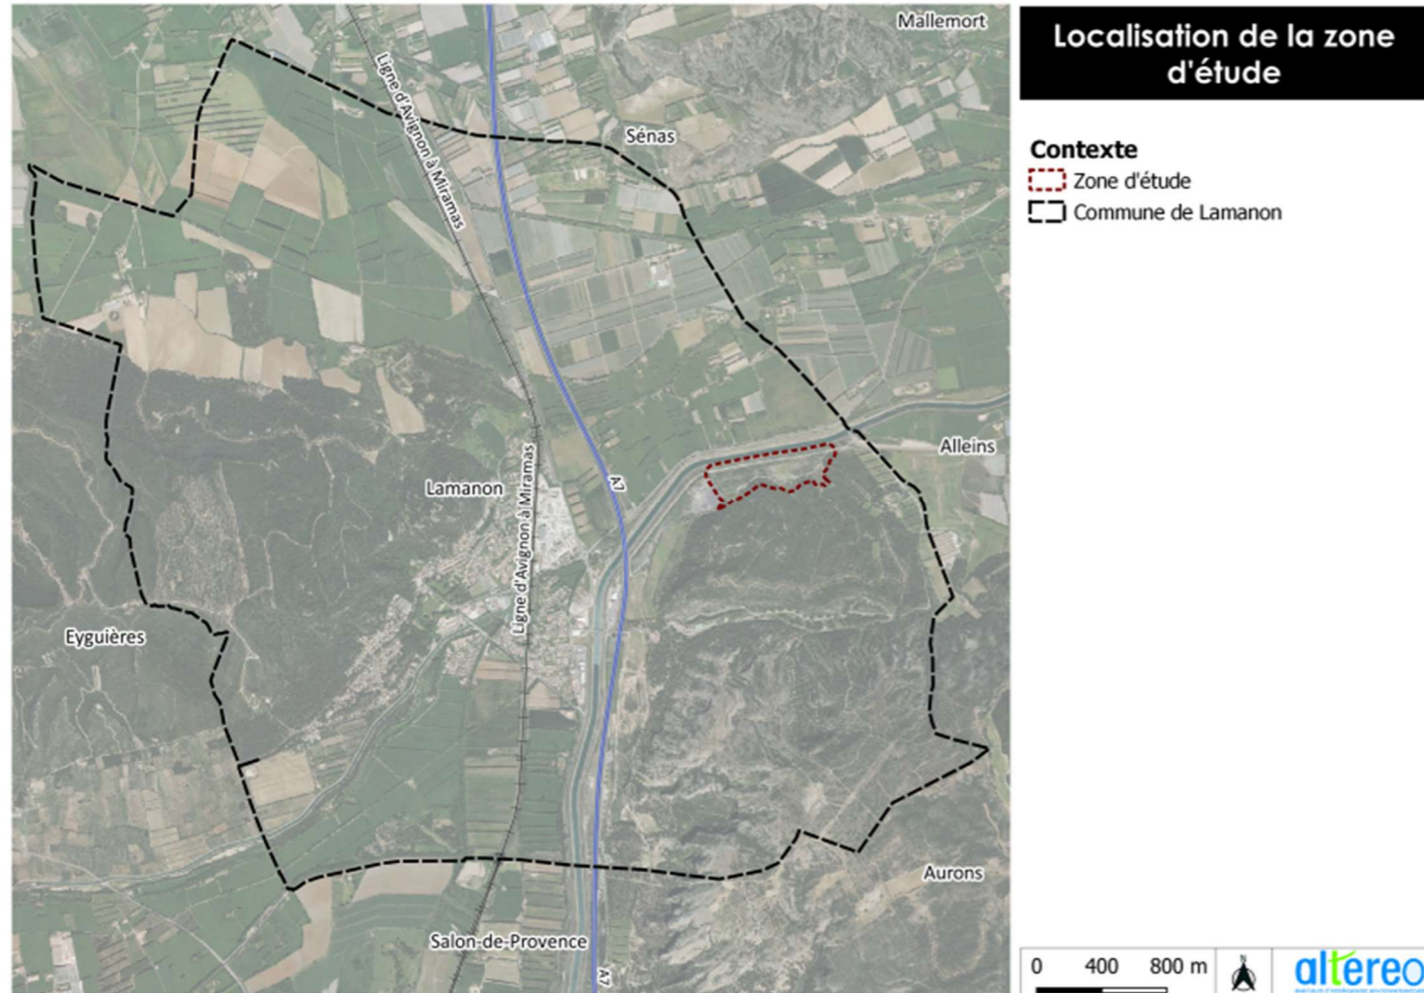 Mallemort
Ligne d'Avignon à Miramas
Sénas
Alleins
Lamanon
A7
Ligne d'Avignon à Miramas
Eyguières
Aurons
Salon-de-Provence
A7
Localisation de la zone
d'étude
Contexte
Zone d'étude
Commune de Lamanon
0 400 800 m
N
altereo